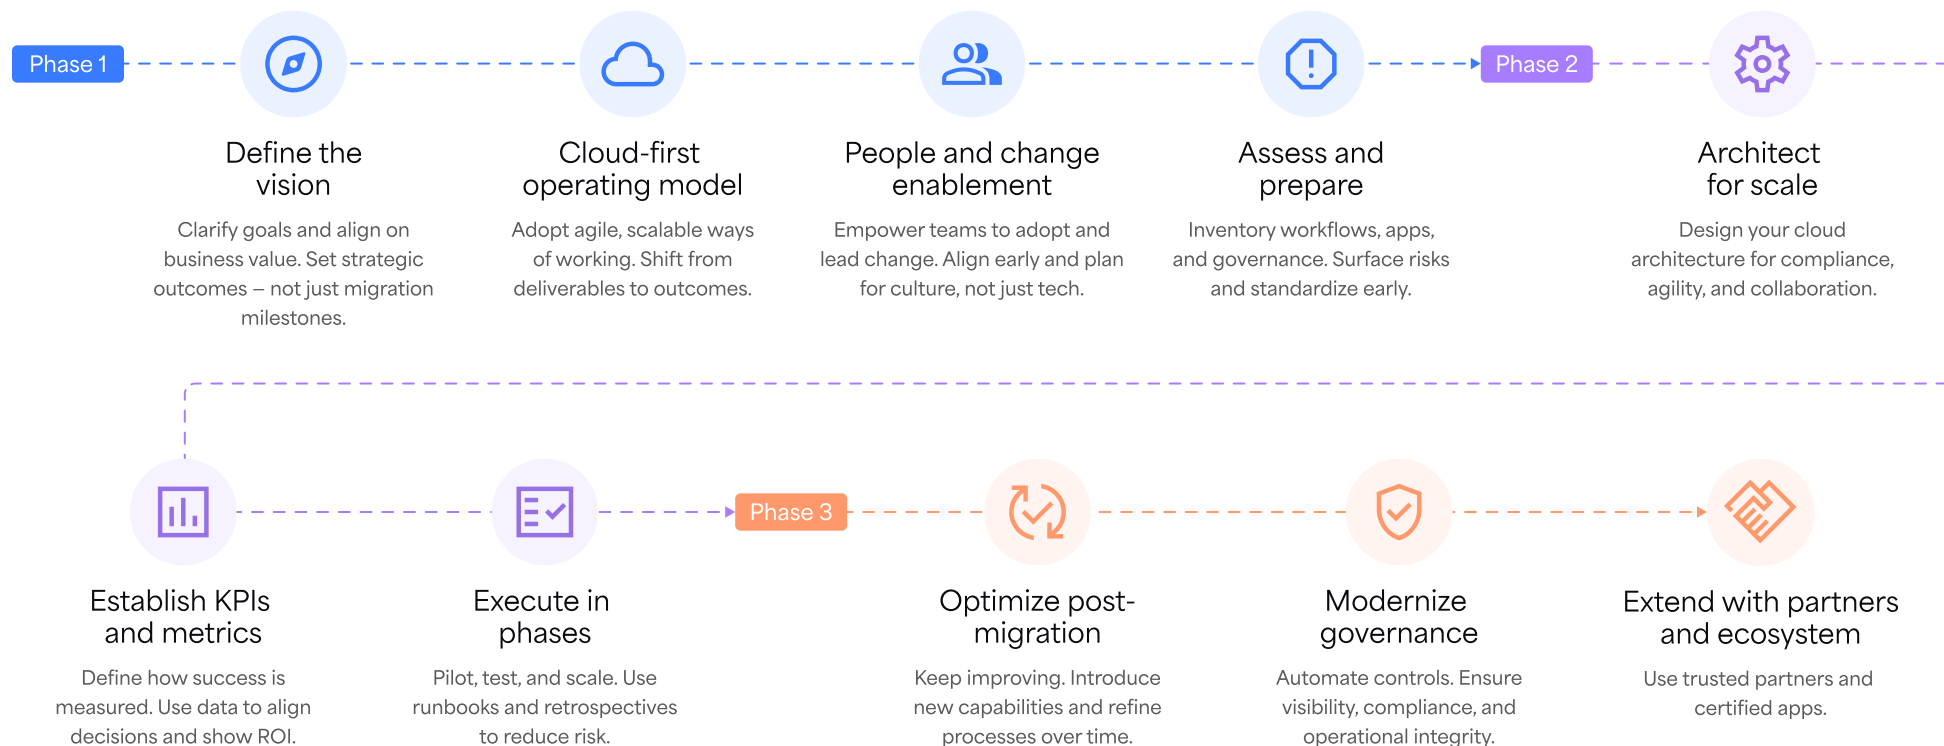 Phase 1
Define the
vision
Clarify goals and align on
business value. Set strategic
outcomes – not just migration
milestones.
Cloud-first
operating model
Adopt agile, scalable ways
of working. Shift from
deliverables to outcomes.
People and change
enablement
Empower teams to adopt and
lead change. Align early and plan
for culture, not just tech.
Assess and
prepare
Inventory workflows, apps,
and governance. Surface risks
and standardize early.
Phase 2
Architect
for scale
Design your cloud
architecture for compliance,
agility, and collaboration.
Establish KPIs
and metrics
Define how success is
measured. Use data to align
decisions and show ROI.
Execute in
phases
Pilot, test, and scale. Use
runbooks and retrospectives
to reduce risk.
Phase 3
Optimize post-
migration
Keep improving. Introduce
new capabilities and refine
processes over time.
Modernize
governance
Automate controls. Ensure
visibility, compliance, and
operational integrity.
Extend with partners
and ecosystem
Use trusted partners and
certified apps.